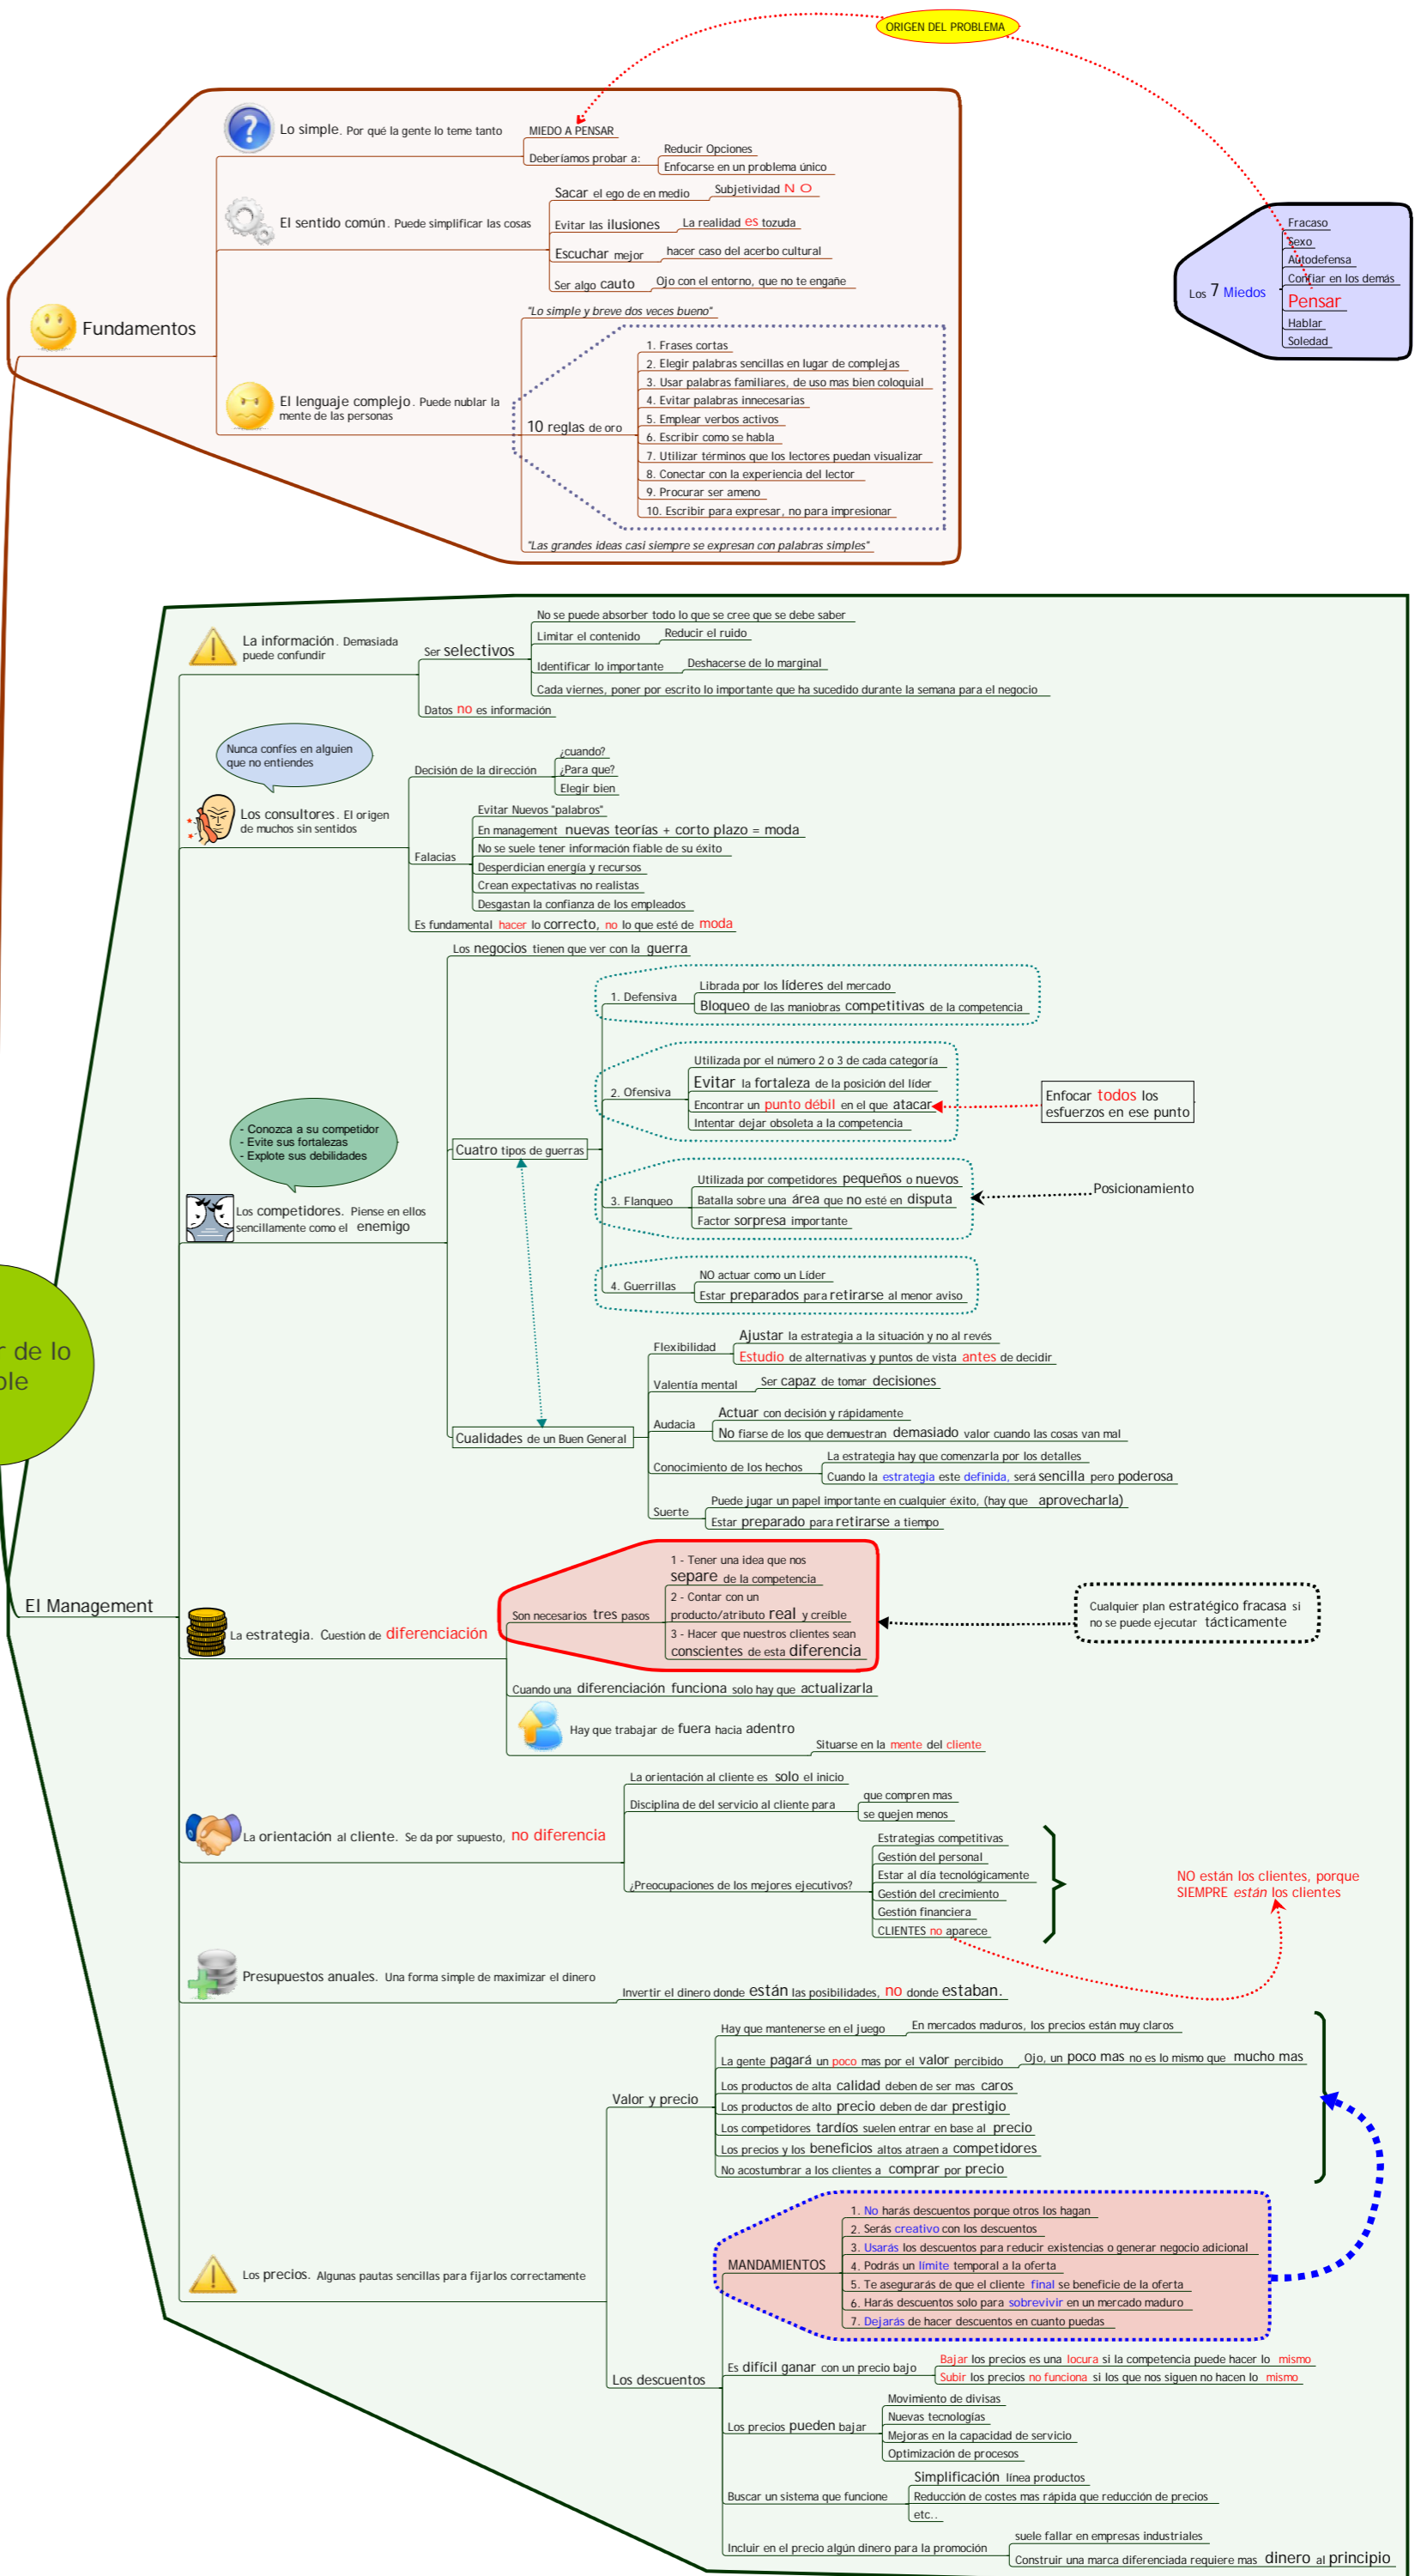 ORIGEN DEL PROBLEMA
Lo simple. Por qué la gente lo teme tanto
MIEDO A PENSAR
Deberíamos probar a:
Reducir Opciones
Enfocarse en un problema único
El sentido común. Puede simplificar las cosas
Sacar el ego de en medio
Subjetividad N O
Evitar las ilusiones
La realidad es tozuda
Escuchar mejor
hacer caso del acerbo cultural
Ser algo cauto
Ojo con el entorno, que no te engañe
Fundamentos
El lenguaje complejo. Puede nublar la
mente de las personas
"Lo simple y breve dos veces bueno"
10 reglas de oro
1. Frases cortas
2. Elegir palabras sencillas en lugar de complejas
3. Usar palabras familiares, de uso mas bien coloquial
4. Evitar palabras innecesarias
5. Emplear verbos activos
6. Escribir como se habla
7. Utilizar términos que los lectores puedan visualizar
8. Conectar con la experiencia del lector
9. Procurar ser ameno
10. Escribir para expresar, no para impresionar
"Las grandes ideas casi siempre se expresan con palabras simples"
Los 7 Miedos
Fracaso
Sexo
Autodefensa
Confiar en los demás
Pensar
Hablar
Soledad
La información. Demasiada
puede confundir
Ser selectivos
No se puede absorber todo lo que se cree que se debe saber
Limitar el contenido
Reducir el ruido
Identificar lo importante
Deshacerse de lo marginal
Cada viernes, poner por escrito lo importante que ha sucedido durante la semana para el negocio
Datos no es información
Nunca confíes en alguien
que no entiendes
Los consultores. El origen
de muchos sin sentidos
Decisión de la dirección
¿cuando?
¿Para que?
Elegir bien
Falacias
Evitar Nuevos "palabros"
En management nuevas teorías + corto plazo = moda
No se suele tener información fiable de su éxito
Desperdician energía y recursos
Crean expectativas no realistas
Desgastan la confianza de los empleados
Es fundamental hacer lo correcto, no lo que esté de moda
- Conozca a su competidor
- Evite sus fortalezas
- Explote sus debilidades
Los competidores. Piense en ellos
sencillamente como el enemigo
Los negocios tienen que ver con la guerra
Cuatro tipos de guerras
1. Defensiva
Librada por los líderes del mercado
Bloqueo de las maniobras competitivas de la competencia
2. Ofensiva
Utilizada por el número 2 o 3 de cada categoría
Evitar la fortaleza de la posición del líder
Encontrar un punto débil en el que atacar
Intentar dejar obsoleta a la competencia
Enfocar todos los
esfuerzos en ese punto
3. Flanqueo
Utilizada por competidores pequeños o nuevos
Batalla sobre una área que no esté en disputa
Factor sorpresa importante
Posicionamiento
4. Guerrillas
NO actuar como un Líder
Estar preparados para retirarse al menor aviso
Cualidades de un Buen General
Flexibilidad
Ajustar la estrategia a la situación y no al revés
Estudio de alternativas y puntos de vista antes de decidir
Valentía mental
Ser capaz de tomar decisiones
Audacia
Actuar con decisión y rápidamente
No fiarse de los que demuestran demasiado valor cuando las cosas van mal
Conocimiento de los hechos
La estrategia hay que comenzarla por los detalles
Cuando la estrategia este definida, será sencilla pero poderosa
Suerte
Puede jugar un papel importante en cualquier éxito, (hay que aprovecharla)
Estar preparado para retirarse a tiempo
El Management
La estrategia. Cuestión de diferenciación
Son necesarios tres pasos
1 - Tener una idea que nos
separe de la competencia
2 - Contar con un
producto/atributo real y creíble
3 - Hacer que nuestros clientes sean
conscientes de esta diferencia
Cualquier plan estratégico fracasa si
no se puede ejecutar tácticamente
Cuando una diferenciación funciona solo hay que actualizarla
Hay que trabajar de fuera hacia adentro
Situarse en la mente del cliente
La orientación al cliente. Se da por supuesto, no diferencia
La orientación al cliente es solo el inicio
Disciplina de del servicio al cliente para
que compren mas
se quejen menos
¿Preocupaciones de los mejores ejecutivos?
Estrategias competitivas
Gestión del personal
Estar al día tecnológicamente
Gestión del crecimiento
Gestión financiera
CLIENTES no aparece
NO están los clientes, porque
SIEMPRE están los clientes
Presupuestos anuales. Una forma simple de maximizar el dinero
Invertir el dinero donde están las posibilidades, no donde estaban.
Los precios. Algunas pautas sencillas para fijarlos correctamente
Valor y precio
Hay que mantenerse en el juego
En mercados maduros, los precios están muy claros
La gente pagará un poco mas por el valor percibido
Ojo, un poco mas no es lo mismo que mucho mas
Los productos de alta calidad deben de ser mas caros
Los productos de alto precio deben de dar prestigio
Los competidores tardíos suelen entrar en base al precio
Los precios y los beneficios altos atraen a competidores
No acostumbrar a los clientes a comprar por precio
Los descuentos
MANDAMIENTOS
1. No harás descuentos porque otros los hagan
2. Serás creativo con los descuentos
3. Usarás los descuentos para reducir existencias o generar negocio adicional
4. Podrás un límite temporal a la oferta
5. Te asegurarás de que el cliente final se beneficie de la oferta
6. Harás descuentos solo para sobrevivir en un mercado maduro
7. Dejarás de hacer descuentos en cuanto puedas
Es difícil ganar con un precio bajo
Bajar los precios es una locura si la competencia puede hacer lo mismo
Subir los precios no funciona si los que nos siguen no hacen lo mismo
Los precios pueden bajar
Movimiento de divisas
Nuevas tecnologías
Mejoras en la capacidad de servicio
Optimización de procesos
Buscar un sistema que funcione
Simplificación línea productos
Reducción de costes mas rápida que reducción de precios
etc..
Incluir en el precio algún dinero para la promoción
suele fallar en empresas industriales
Construir una marca diferenciada requiere mas dinero al principio